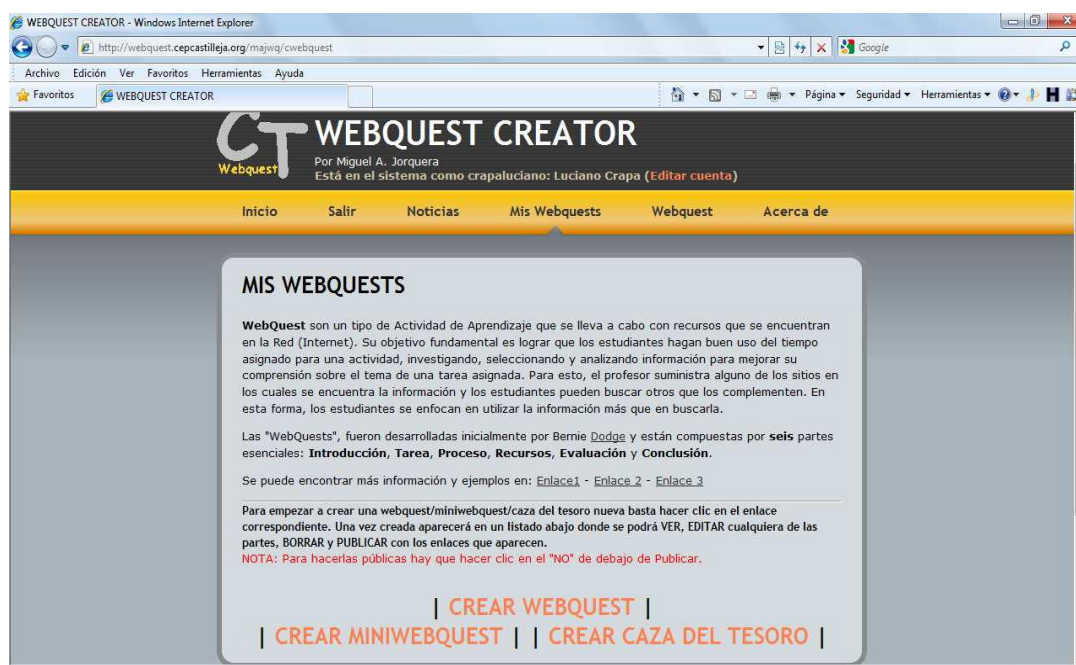 WEBQUEST CREATOR - Windows Internet Explorer
http://webquest.cepcastilleja.org/majwq/cwebquest
Google
Archivo Edición Ver Favoritos Herramientas Ayuda
Favoritos WEBQUEST CREATOR Página Seguridad Herramientas
CT Webquest
WEBQUEST CREATOR
Por Miguel A. Jorquera
Está en el sistema como crapaluciano: Luciano Crapa (Editar cuenta)
Inicio Salir Noticias Mis Webquests Webquest Acerca de
MIS WEBQUESTS
WebQuest son un tipo de Actividad de Aprendizaje que se lleva a cabo con recursos que se encuentran
en la Red (Internet). Su objetivo fundamental es lograr que los estudiantes hagan buen uso del tiempo
asignado para una actividad, investigando, seleccionando y analizando información para mejorar su
comprensión sobre el tema de una tarea asignada. Para esto, el profesor suministra alguno de los sitios en
los cuales se encuentra la información y los estudiantes pueden buscar otros que los complementen. En
esta forma, los estudiantes se enfocan en utilizar la información más que en buscarla.
Las "WebQuests", fueron desarrolladas inicialmente por Bernie Dodge y están compuestas por seis partes
esenciales: Introducción, Tarea, Proceso, Recursos, Evaluación y Conclusión.
Se puede encontrar más información y ejemplos en: Enlace1 - Enlace 2 - Enlace 3
Para empezar a crear una webquest/miniwebquest/caza del tesoro nueva basta hacer clic en el enlace
correspondiente. Una vez creada aparecerá en un listado abajo donde se podrá VER, EDITAR cualquiera de las
partes, BORRAR y PUBLICAR con los enlaces que aparecen.
NOTA: Para hacerlas públicas hay que hacer clic en el "NO" de debajo de Publicar.
| CREAR WEBQUEST |
| CREAR MINIWEBQUEST | | CREAR CAZA DEL TESORO |